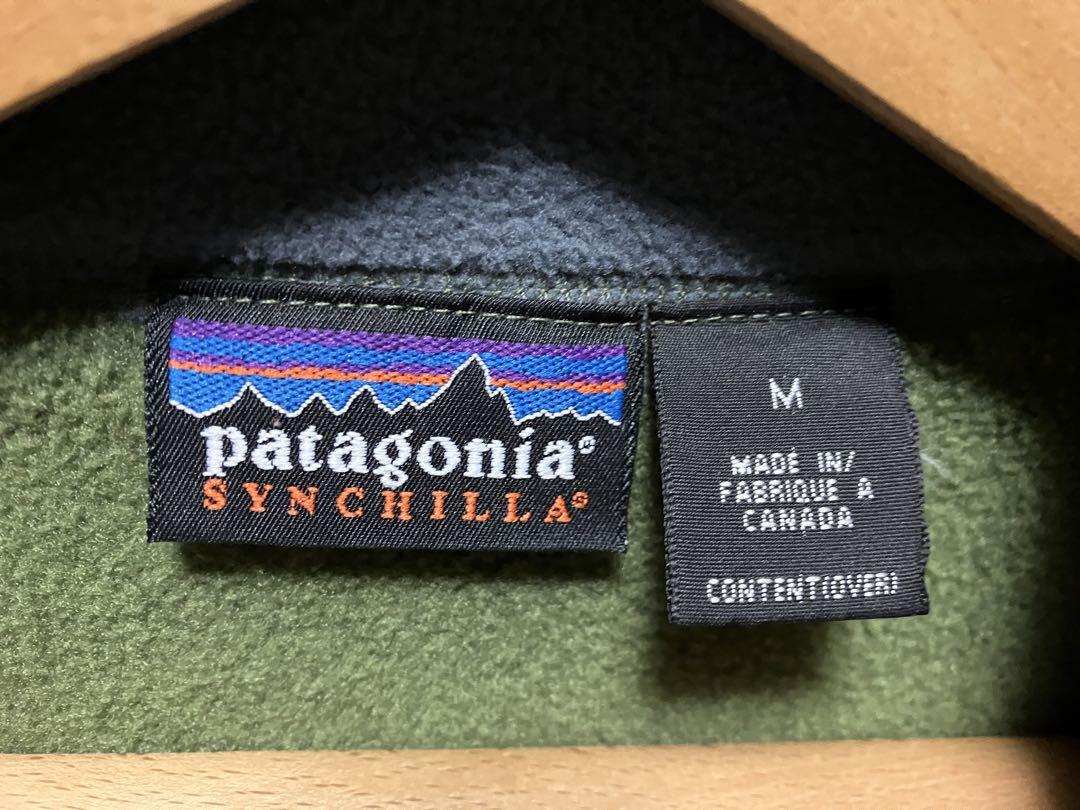 patagonia®
SYNCHILLA®
M
MADE IN/
FABRIQUE A
CANADA
CONTENT(OVER)